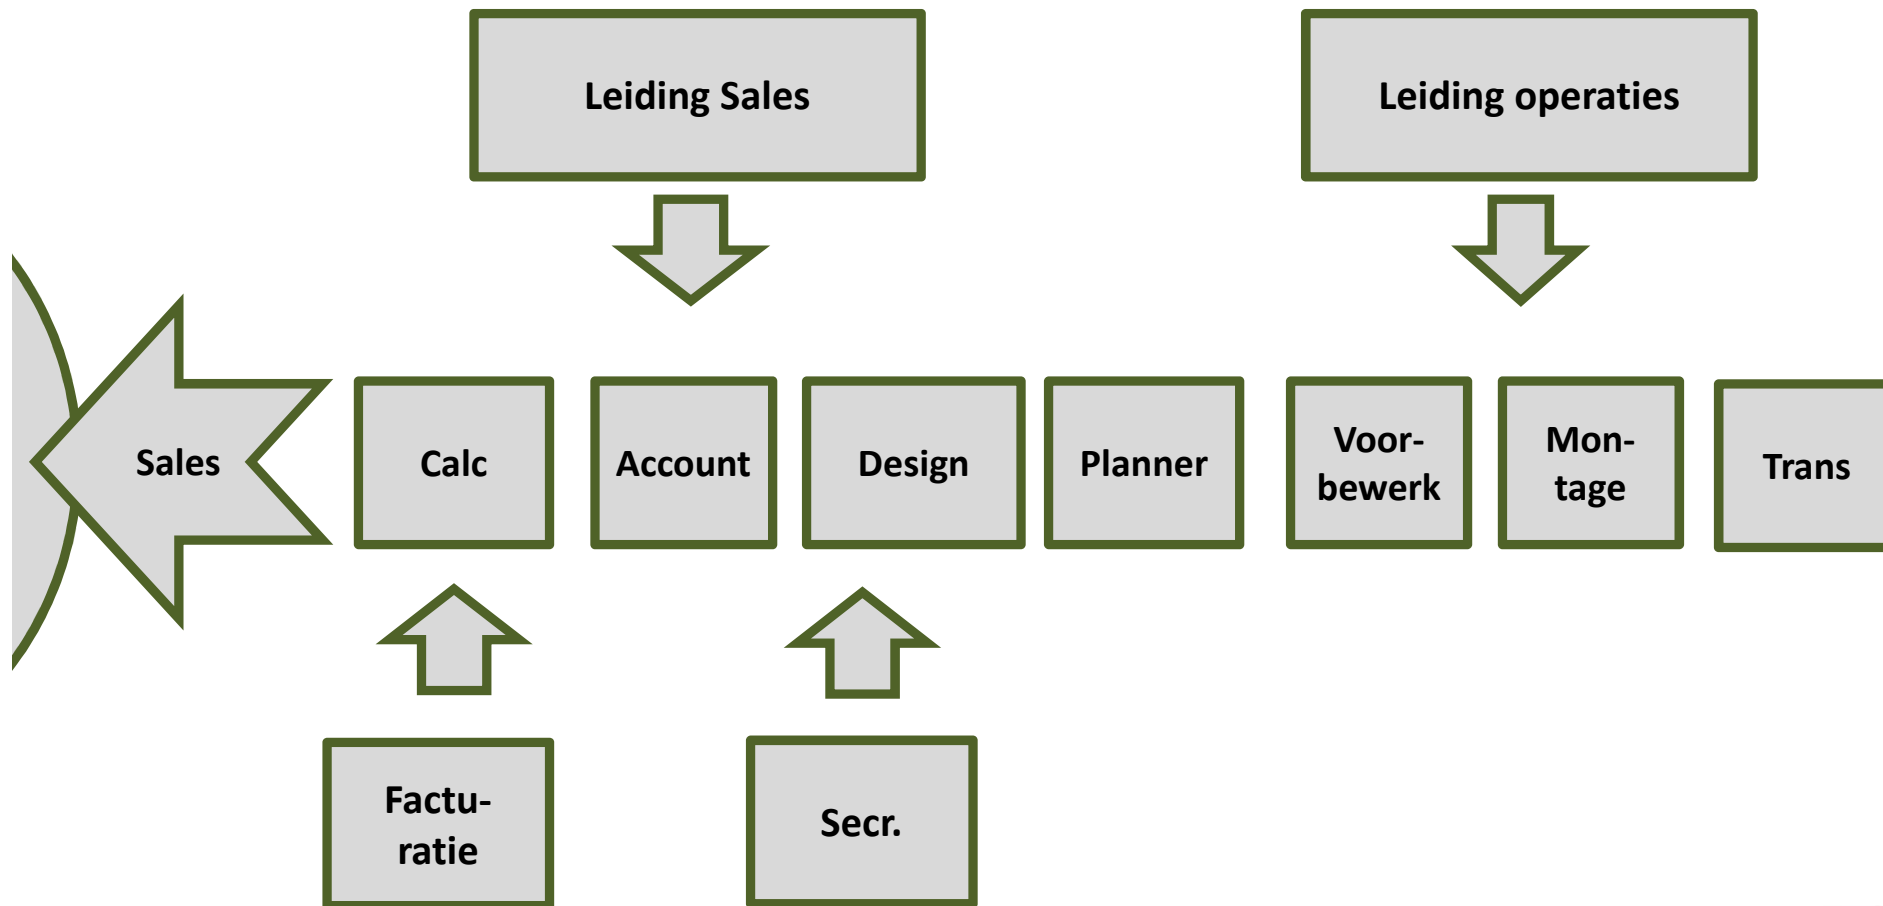 Leiding Sales
Leiding operaties
Sales
Calc
Account
Design
Planner
Voor-
bewerk
Mon-
tage
Trans
Factu-
ratie
Secr.